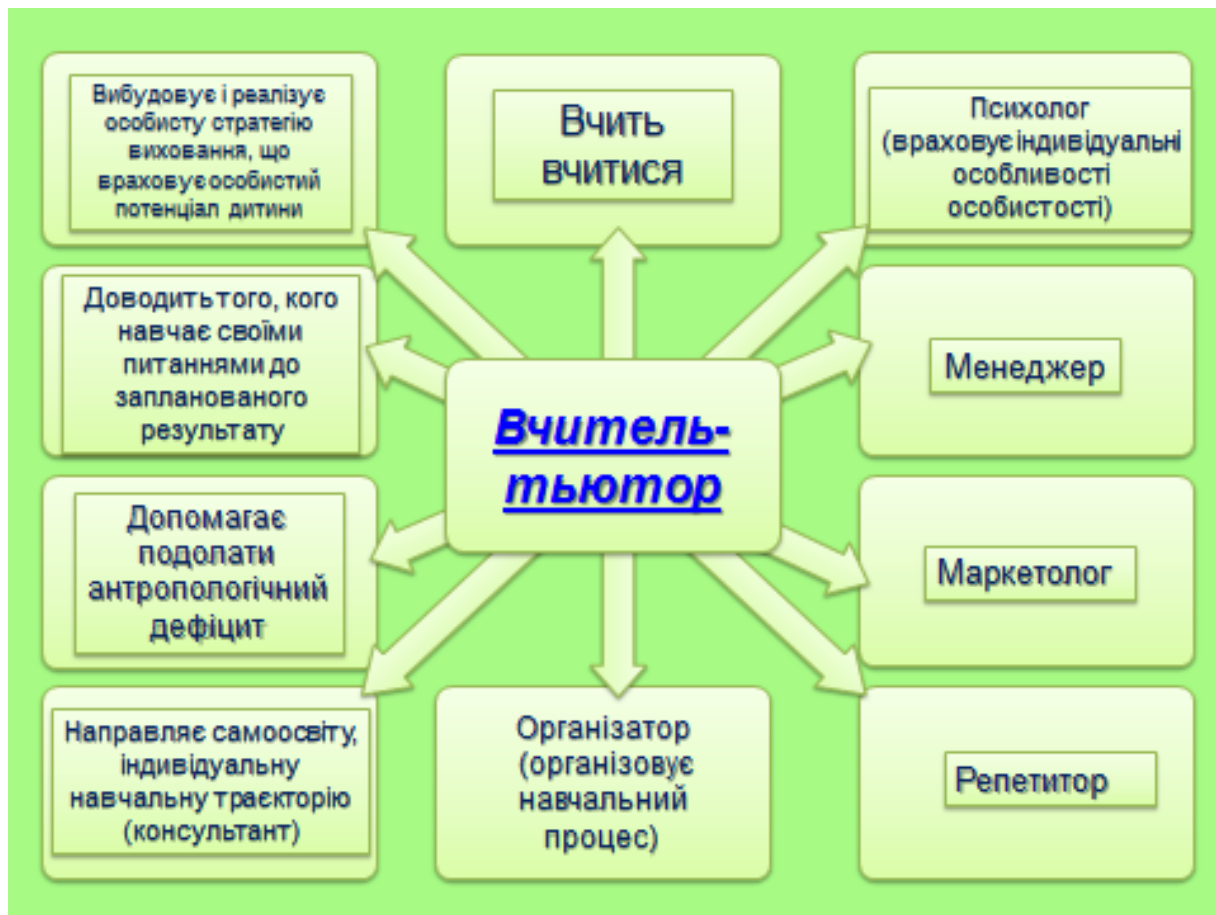 Вибудовує і реалізує
особисту стратегію
виховання, що
враховує особистий
потенціал дитини
Вчить
вчитися
Психолог
(враховує індивідуальні
особливості
особистості)
Доводить того, кого
навчає своїми
питаннями до
запланованого
результату
Менеджер
Вчитель-
тьютор
Допомагає
подолати
антропологічний
дефіцит
Маркетолог
Направляє самоосвіту,
індивідуальну
навчальну траєкторію
(консультант)
Організатор
(організовує
навчальний
процес)
Репетитор